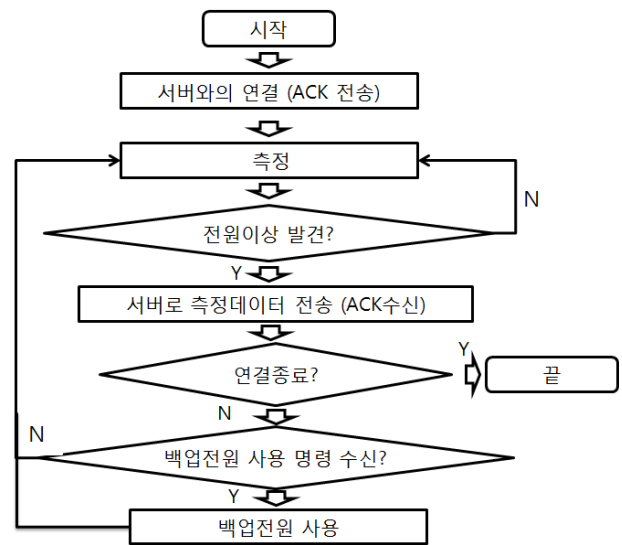 시작
서버와의 연결 (ACK 전송)
측정
N
전원이상 발견?
Y
서버로 측정데이터 전송 (ACK수신)
Y
연결종료?
끝
N
N
백업전원 사용 명령 수신?
Y
백업전원 사용